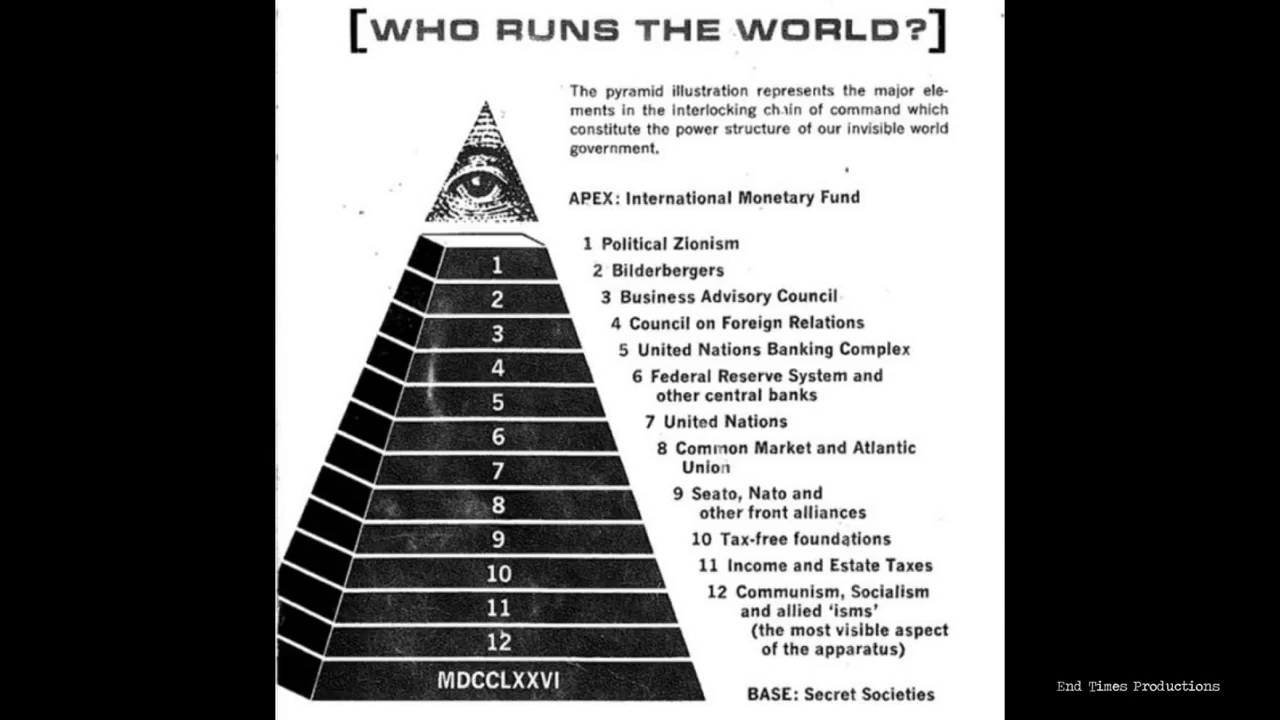 [WHO RUNS THE WORLD?]
The pyramid illustration represents the major ele-
ments in the interlocking chain of command which
constitute the power structure of our invisible world
government.
APEX: International Monetary Fund
1 Political Zionism
2 Bilderbergers
3 Business Advisory Council
4 Council on Foreign Relations
5 United Nations Banking Complex
6 Federal Reserve System and
other central banks
7 United Nations
8 Common Market and Atlantic
Union
9 Seato, Nato and
other front alliances
10 Tax-free foundations
11 Income and Estate Taxes
12 Communism, Socialism
and allied ‘isms’
(the most visible aspect
of the apparatus)
BASE: Secret Societies
1
2
3
4
5
6
7
8
9
10
11
12
MDCCLXXVI
End Times Productions